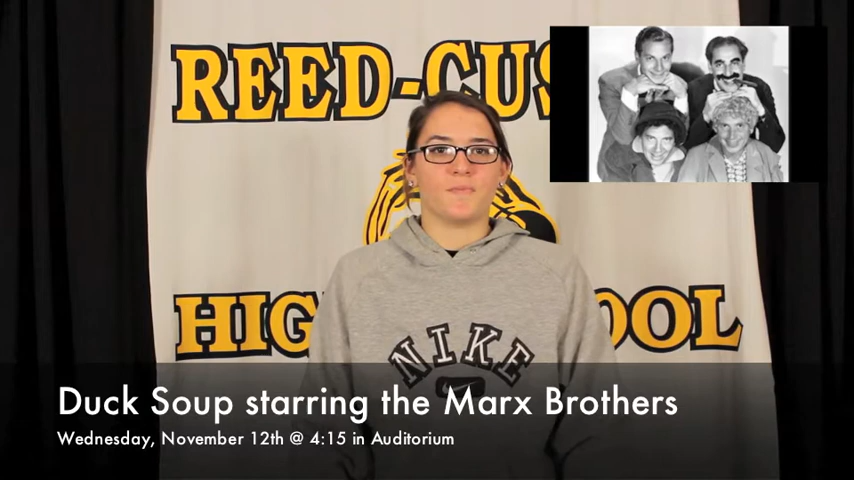 REED-CUS
HIG OOL
NIKE
Duck Soup starring the Marx Brothers
Wednesday, November 12th @ 4:15 in Auditorium